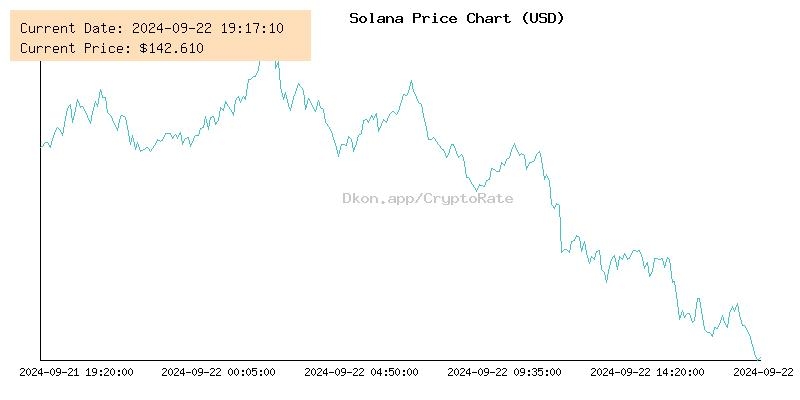 Solana Price Chart (USD)
Current Date: 2024-09-22 19:17:10
Current Price: $142.610
Dkon.app/CryptoRate
2024-09-21 19:20:00
2024-09-22 00:05:00
2024-09-22 04:50:00
2024-09-22 09:35:00
2024-09-22 14:20:00
2024-09-22